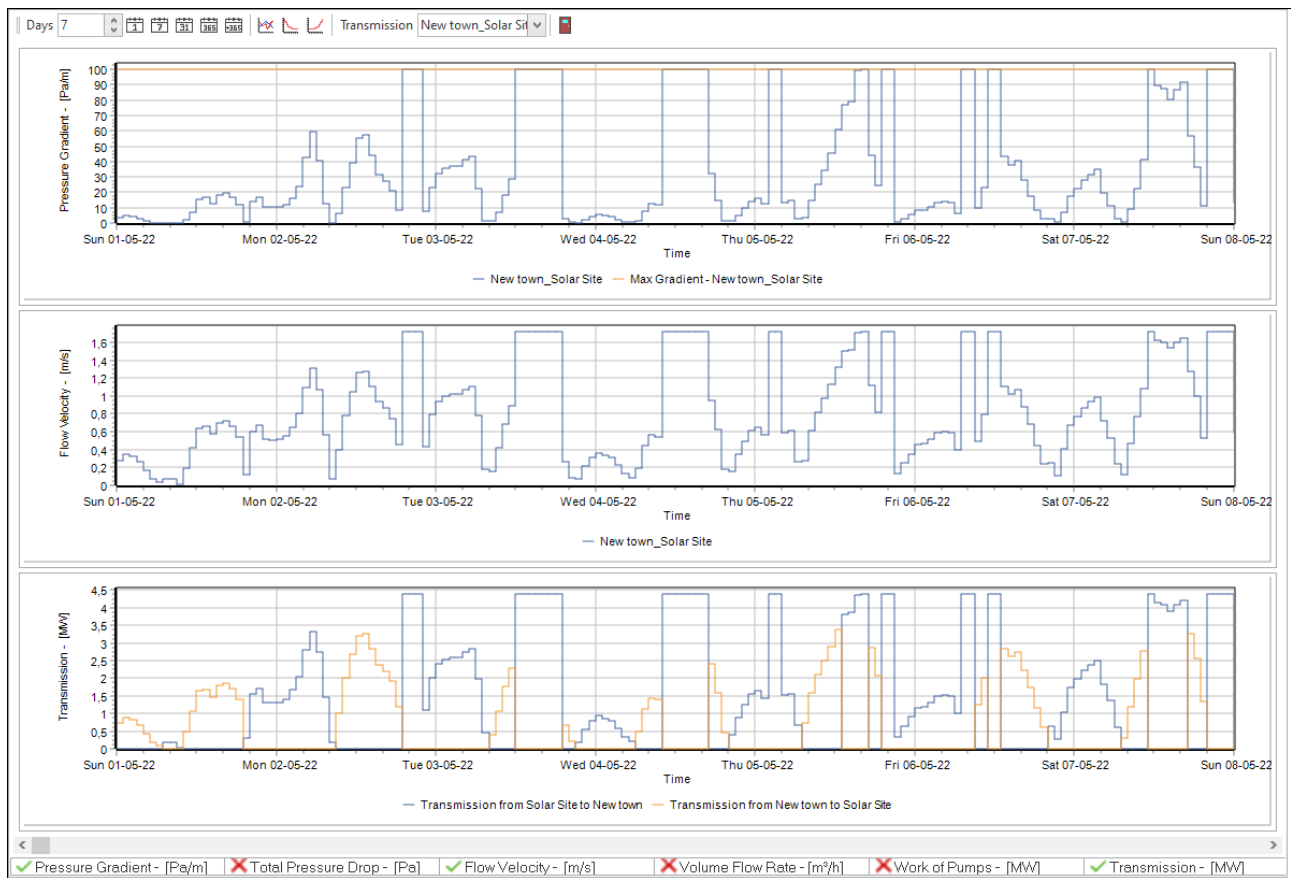 Days 7 1 7 31 365 +365 Transmission New town_Solar Sit
Pressure Gradient - [Pa/m]
100
90
80
70
60
50
40
30
20
10
0
Sun 01-05-22 Mon 02-05-22 Tue 03-05-22 Wed 04-05-22 Thu 05-05-22 Fri 06-05-22 Sat 07-05-22 Sun 08-05-22
Time
New town_Solar Site Max Gradient - New town_Solar Site
Flow Velocity - [m/s]
1,6
1,4
1,2
1
0,8
0,6
0,4
0,2
0
Sun 01-05-22 Mon 02-05-22 Tue 03-05-22 Wed 04-05-22 Thu 05-05-22 Fri 06-05-22 Sat 07-05-22 Sun 08-05-22
Time
New town_Solar Site
Transmission - [MW]
4,5
4
3,5
3
2,5
2
1,5
1
0,5
0
Sun 01-05-22 Mon 02-05-22 Tue 03-05-22 Wed 04-05-22 Thu 05-05-22 Fri 06-05-22 Sat 07-05-22 Sun 08-05-22
Time
Transmission from Solar Site to New town Transmission from New town to Solar Site
Pressure Gradient - [Pa/m] Total Pressure Drop - [Pa] Flow Velocity - [m/s] Volume Flow Rate - [m³/h] Work of Pumps - [MW] Transmission - [MW]